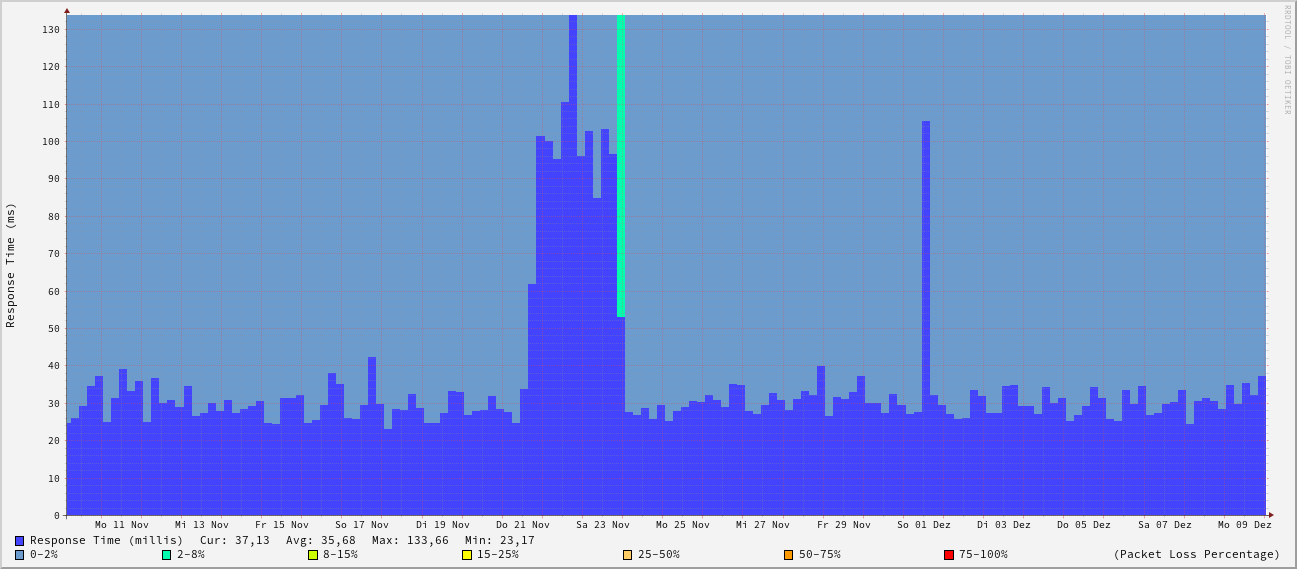 RRDTOOL / TOBI OETIKER
Response Time (ms)
130
120
110
100
90
80
70
60
50
40
30
20
10
0
Mo 11 Nov Mi 13 Nov Fr 15 Nov So 17 Nov Di 19 Nov Do 21 Nov Sa 23 Nov Mo 25 Nov Mi 27 Nov Fr 29 Nov So 01 Dez Di 03 Dez Do 05 Dez Sa 07 Dez Mo 09 Dez
Response Time (millis) Cur: 37,13 Avg: 35,68 Max: 133,66 Min: 23,17
0-2% 2-8% 8-15% 15-25% 25-50% 50-75% 75-100% (Packet Loss Percentage)